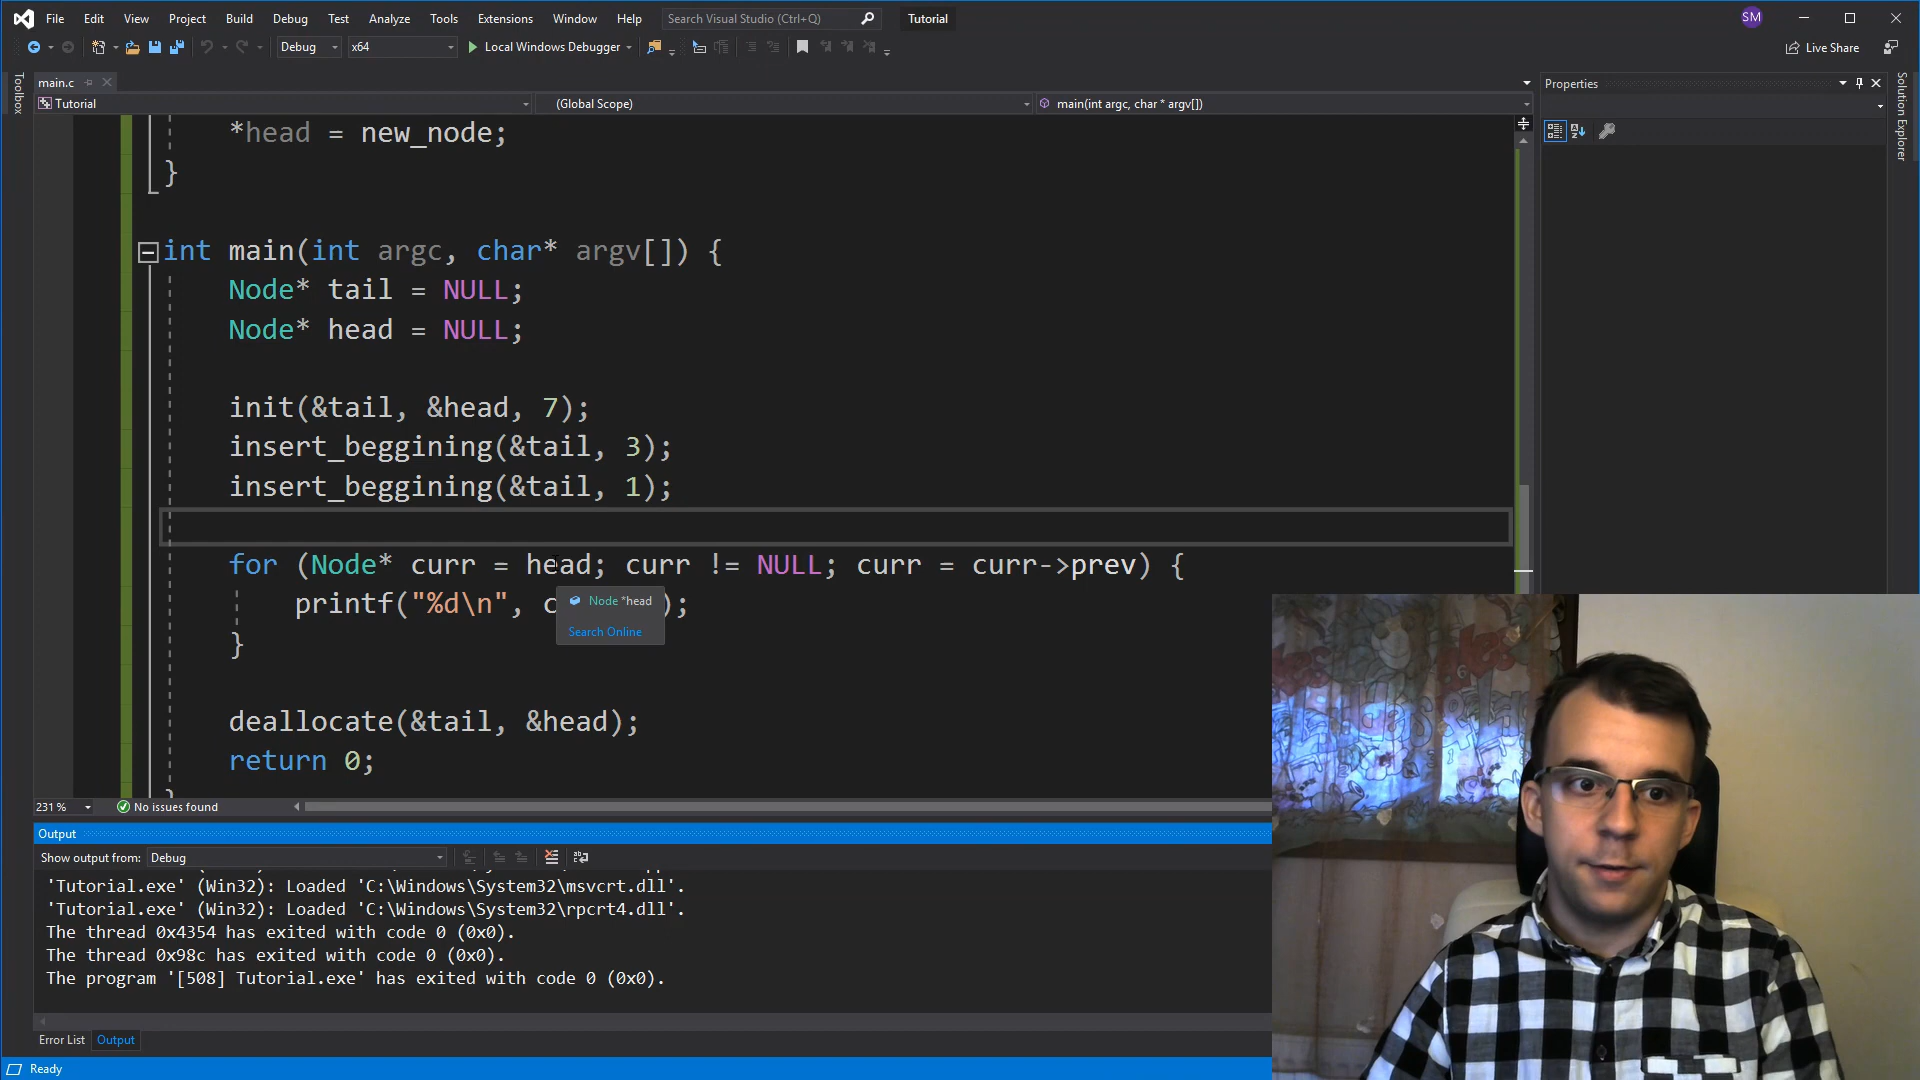 File Edit View Project Build Debug Test Analyze Tools Extensions Window Help Search Visual Studio (Ctrl+Q) Tutorial SM
Debug x64 Local Windows Debugger Live Share
Toolbox
main.c
Tutorial (Global Scope) main(int argc, char * argv[])
*head = new_node;
}
int main(int argc, char* argv[]) {
Node* tail = NULL;
Node* head = NULL;
init(&tail, &head, 7);
insert_beggining(&tail, 3);
insert_beggining(&tail, 1);
for (Node* curr = head; curr != NULL; curr = curr->prev) {
printf("%d\n", c );
Node *head
Search Online
}
deallocate(&tail, &head);
return 0;
231 % No issues found
Output
Show output from: Debug
'Tutorial.exe' (Win32): Loaded 'C:\Windows\System32\msvcrt.dll'.
'Tutorial.exe' (Win32): Loaded 'C:\Windows\System32\rpcrt4.dll'.
The thread 0x4354 has exited with code 0 (0x0).
The thread 0x98c has exited with code 0 (0x0).
The program '[508] Tutorial.exe' has exited with code 0 (0x0).
Error List Output
Ready
Properties
Solution Explorer